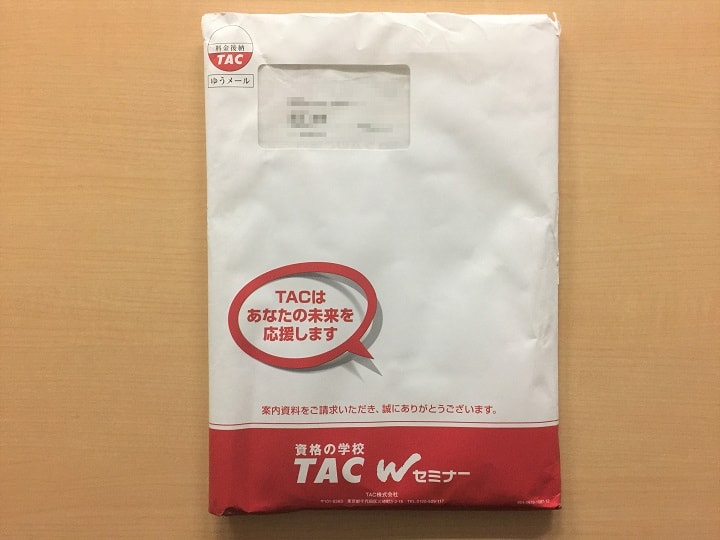 料金後納
TAC
ゆうメール
TACは
あなたの未来を
応援します
案内資料をご請求いただき、誠にありがとうございます。
資格の学校
TAC Wセミナー
TAC株式会社